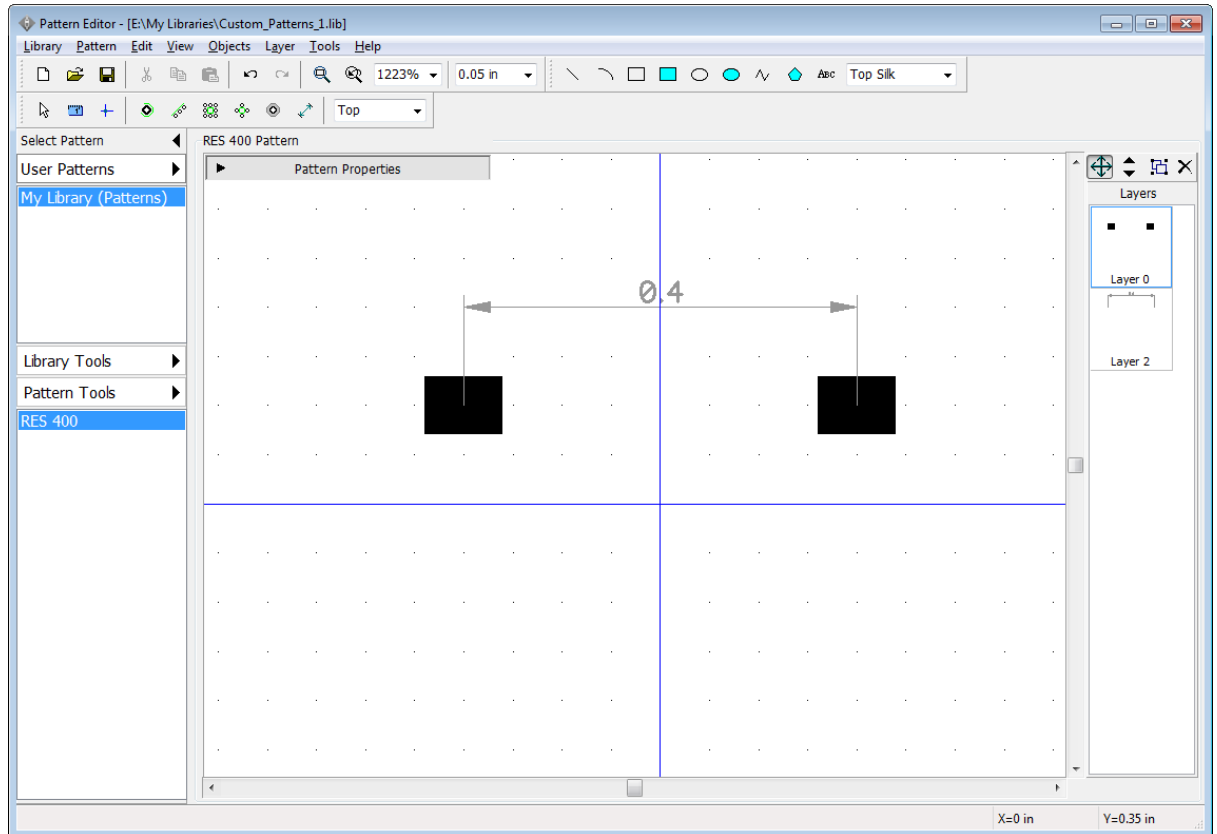 Pattern Editor - [E:\My Libraries\Custom_Patterns_1.lib]
Library Pattern Edit View Objects Layer Tools Help
1223% 0.05 in ABC Top Silk
Top
Select Pattern
RES 400 Pattern
User Patterns
Pattern Properties
My Library (Patterns)
Layers
Layer 0
0.4
Layer 2
Library Tools
Pattern Tools
RES 400
X=0 in Y=0.35 in